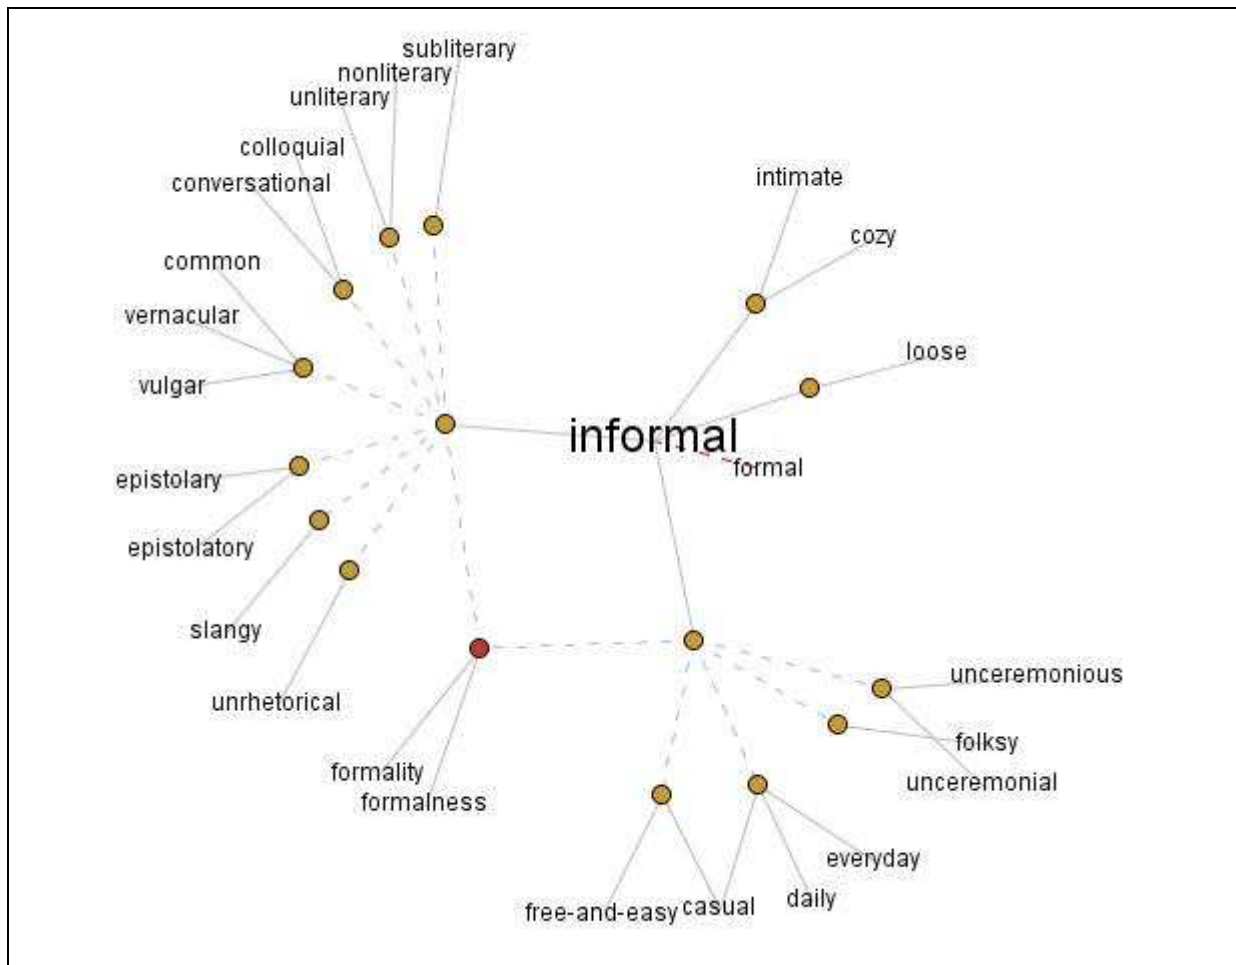 subliterary
nonliterary
unliterary
colloquial
conversational
common
vernacular
vulgar
epistolary
epistolatory
slangy
unrhetorical
formality
formalness
informal
intimate
cozy
loose
formal
unceremonious
folksy
unceremonial
everyday
daily
casual
free-and-easy